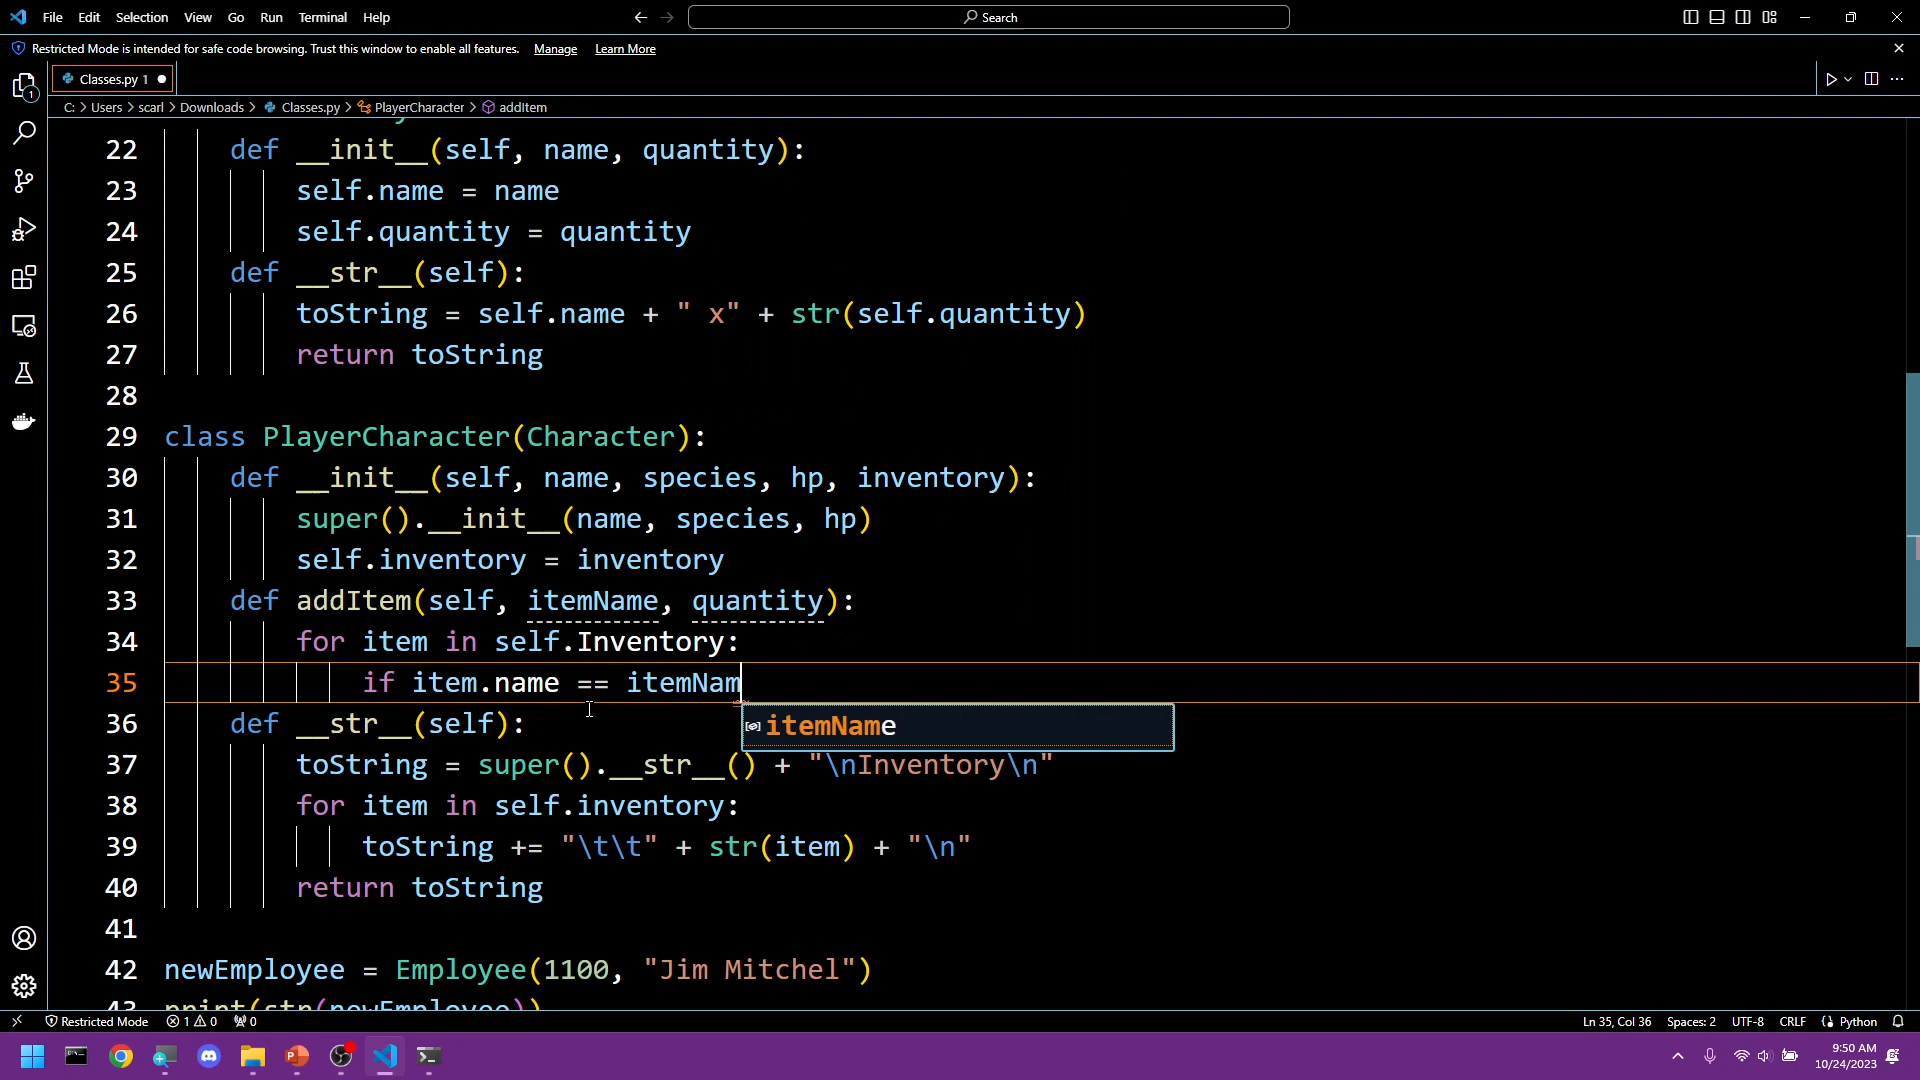 File Edit Selection View Go Run Terminal Help
Search
Restricted Mode is intended for safe code browsing. Trust this window to enable all features. Manage Learn More
Classes.py 1
C: > Users > scarl > Downloads > Classes.py > PlayerCharacter > addItem
22 def __init__(self, name, quantity):
23 self.name = name
24 self.quantity = quantity
25 def __str__(self):
26 toString = self.name + " x" + str(self.quantity)
27 return toString
28
29 class PlayerCharacter(Character):
30 def __init__(self, name, species, hp, inventory):
31 super().__init__(name, species, hp)
32 self.inventory = inventory
33 def addItem(self, itemName, quantity):
34 for item in self.Inventory:
35 if item.name == itemNam
itemName
36 def __str__(self):
37 toString = super().__str__() + "\nInventory\n"
38 for item in self.inventory:
39 toString += "\t\t" + str(item) + "\n"
40 return toString
41
42 newEmployee = Employee(1100, "Jim Mitchel")
43 print(str(newEmployee))
Restricted Mode 1 0 0 Ln 35, Col 36 Spaces: 2 UTF-8 CRLF Python
9:50 AM
10/24/2023